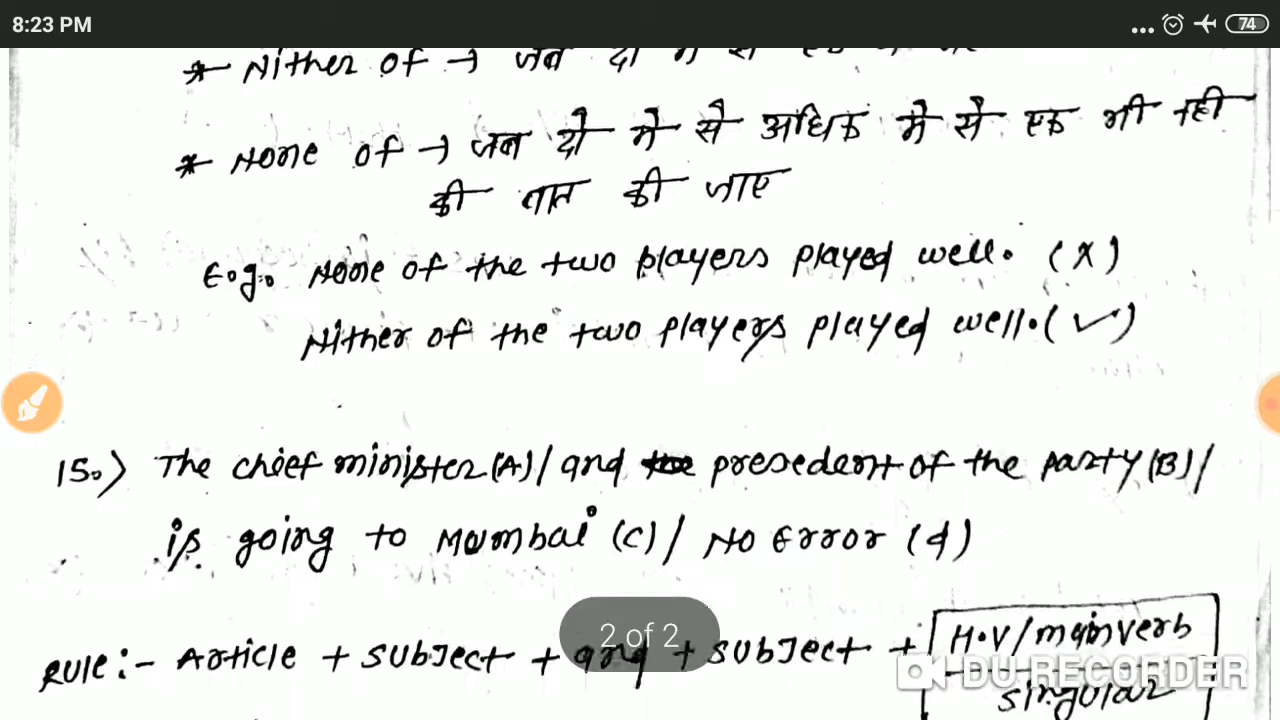 8:23 PM
74
* Nither of → जब दो में से
* None of → जब दो मे से अधिक मे से एक भी नही
की बात की जाए
E.g. None of the two players played well. (x)
Nither of the two players played well. (✓)
15.) The chief minister (A)/ and presedent of the party (B)/
is going to Mumbai (C)/ No Error (d)
2 of 2
Rule:- Article + subject + and + subject + H.V/main verb
singular
DU RECORDER